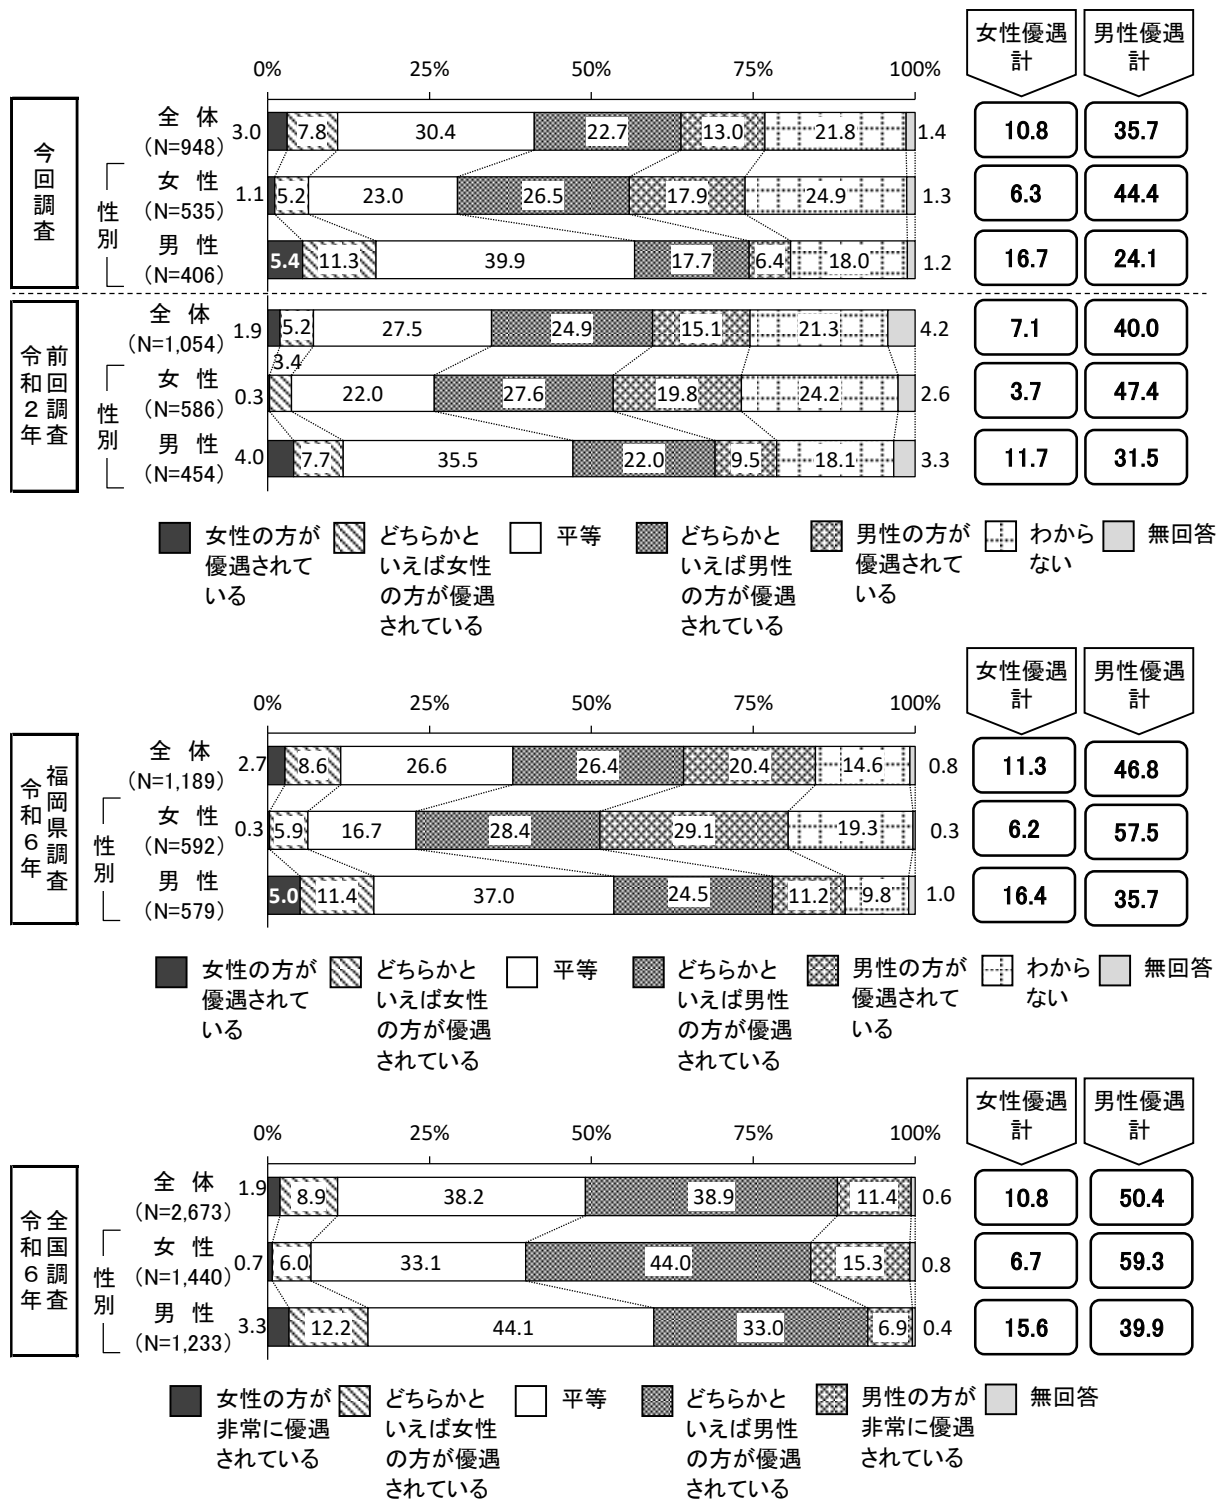 女性優遇
計
男性優遇
計
0%
25%
50%
75%
100%
今回調査
全 体
(N=948)
3.0
7.8
30.4
22.7
13.0
21.8
1.4
10.8
35.7
性別
女 性
(N=535)
1.1
5.2
23.0
26.5
17.9
24.9
1.3
6.3
44.4
男 性
(N=406)
5.4
11.3
39.9
17.7
6.4
18.0
1.2
16.7
24.1
前回調査
令和2年
全 体
(N=1,054)
1.9
5.2
27.5
24.9
15.1
21.3
4.2
7.1
40.0
性別
女 性
(N=586)
0.3
3.4
22.0
27.6
19.8
24.2
2.6
3.7
47.4
男 性
(N=454)
4.0
7.7
35.5
22.0
9.5
18.1
3.3
11.7
31.5
女性の方が
優遇されて
いる
どちらかと
いえば女性
の方が優遇
されている
平等
どちらかと
いえば男性
の方が優遇
されている
男性の方が
優遇されて
いる
わから
ない
無回答
女性優遇
計
男性優遇
計
0%
25%
50%
75%
100%
福岡県調査
令和6年
全 体
(N=1,189)
2.7
8.6
26.6
26.4
20.4
14.6
0.8
11.3
46.8
性別
女 性
(N=592)
0.3
5.9
16.7
28.4
29.1
19.3
0.3
6.2
57.5
男 性
(N=579)
5.0
11.4
37.0
24.5
11.2
9.8
1.0
16.4
35.7
女性の方が
優遇されて
いる
どちらかと
いえば女性
の方が優遇
されている
平等
どちらかと
いえば男性
の方が優遇
されている
男性の方が
優遇されて
いる
わから
ない
無回答
女性優遇
計
男性優遇
計
0%
25%
50%
75%
100%
全国調査
令和6年
全 体
(N=2,673)
1.9
8.9
38.2
38.9
11.4
0.6
10.8
50.4
性別
女 性
(N=1,440)
0.7
6.0
33.1
44.0
15.3
0.8
6.7
59.3
男 性
(N=1,233)
3.3
12.2
44.1
33.0
6.9
0.4
15.6
39.9
女性の方が
非常に優遇
されている
どちらかと
いえば女性
の方が優遇
されている
平等
どちらかと
いえば男性
の方が優遇
されている
男性の方が
非常に優遇
されている
無回答